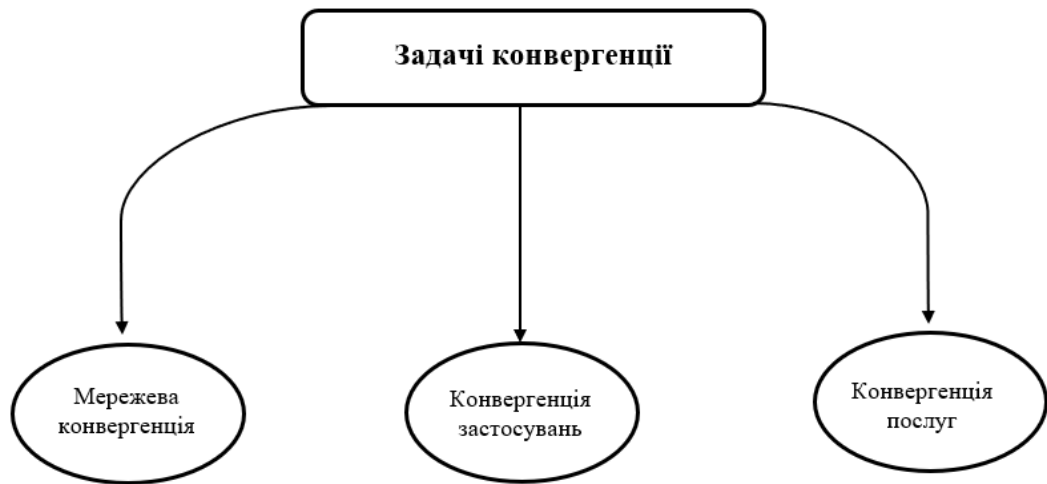 Задачі конвергенції
Мережева
конвергенція
Конвергенція
застосувань
Конвергенція
послуг